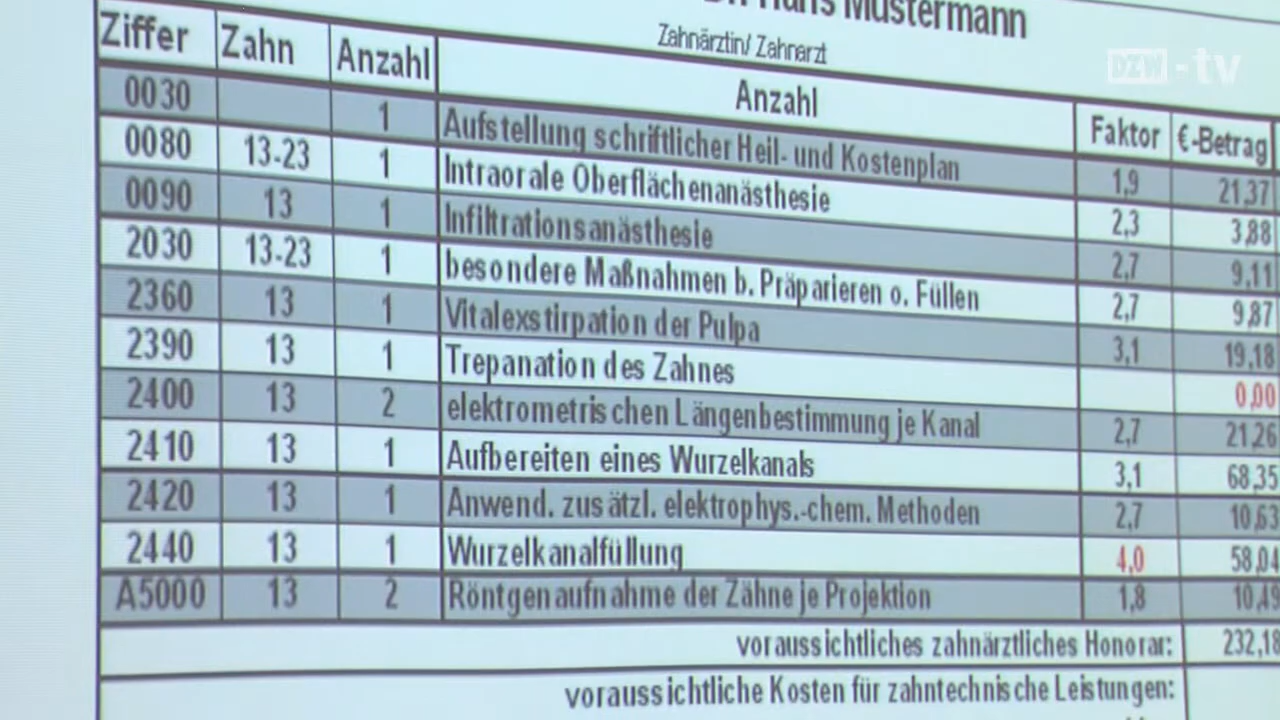 Hans Mustermann
Zahnärztin/ Zahnarzt
DZW-tv
Ziffer Zahn Anzahl Anzahl Faktor €-Betrag
0030 1 Aufstellung schriftlicher Heil- und Kostenplan 1,9 21,37
0080 13-23 1 Intraorale Oberflächenanästhesie 2,3 3,88
0090 13 1 Infiltrationsanästhesie 2,7 9,11
2030 13-23 1 besondere Maßnahmen b. Präparieren o. Füllen 2,7 9,87
2360 13 1 Vitalexstirpation der Pulpa 3,1 19,18
2390 13 1 Trepanation des Zahnes 0,00
2400 13 2 elektrometrischen Längenbestimmung je Kanal 2,7 21,26
2410 13 1 Aufbereiten eines Wurzelkanals 3,1 68,35
2420 13 1 Anwend. zusätzl. elektrophys.-chem. Methoden 2,7 10,63
2440 13 1 Wurzelkanalfüllung 4,0 58,04
A5000 13 2 Röntgenaufnahme der Zähne je Projektion 1,8 10,49
voraussichtliches zahnärztliches Honorar: 232,18
voraussichtliche Kosten für zahntechnische Leistungen: